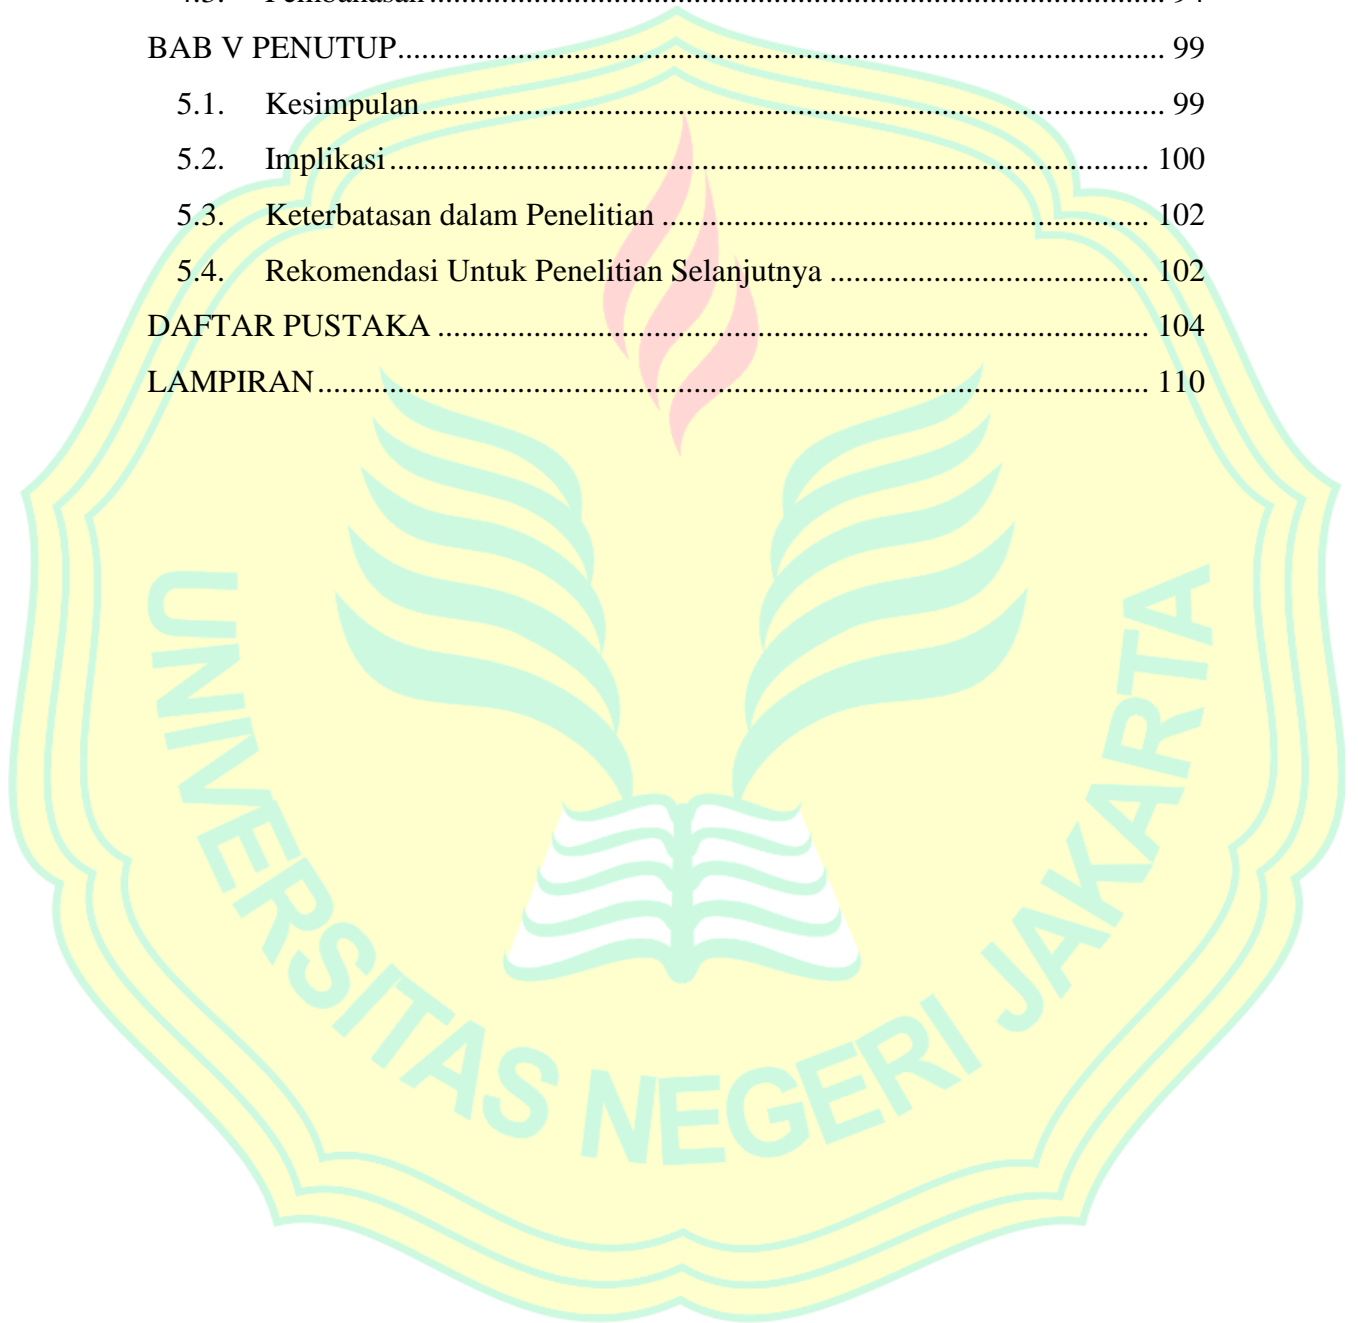 BAB V PENUTUP.......................................................................................... 99
5.1. Kesimpulan.......................................................................................... 99
5.2. Implikasi.......................................................................................... 100
5.3. Keterbatasan dalam Penelitian.......................................................... 102
5.4. Rekomendasi Untuk Penelitian Selanjutnya...................................... 102
DAFTAR PUSTAKA.......................................................................................... 104
LAMPIRAN.......................................................................................... 110
UNIVERSITAS NEGERI JAKARTA